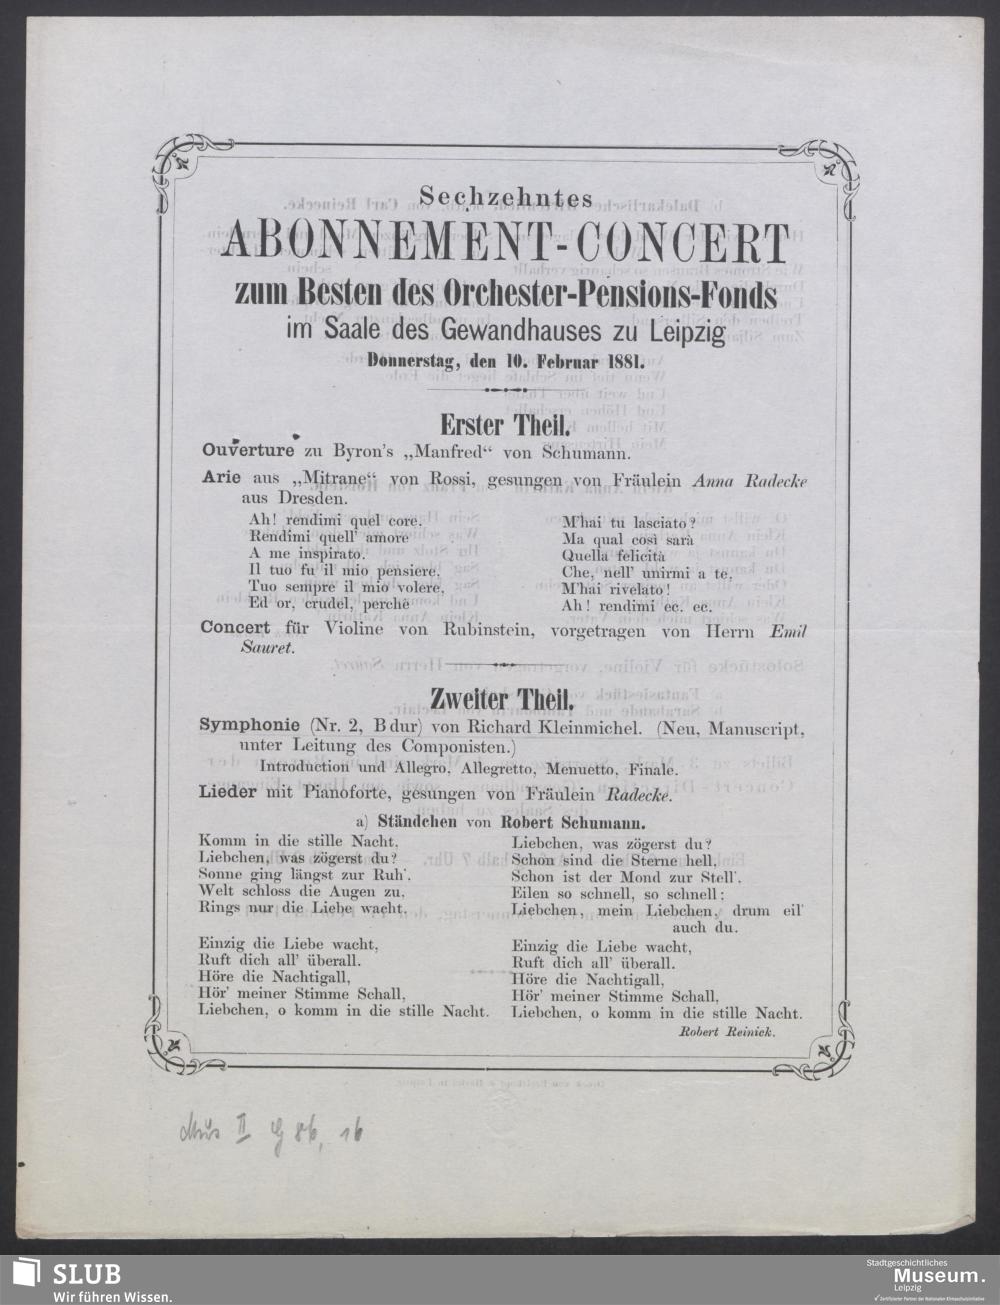 Sechzehntes
ABONNEMENT-CONCERT
zum Besten des Orchester-Pensions-Fonds
im Saale des Gewandhauses zu Leipzig
Donnerstag, den 10. Februar 1881.
Erster Theil.
Ouverture zu Byron's „Manfred“ von Schumann.
Arie aus „Mitrane“ von Rossi, gesungen von Fräulein Anna Radecke
aus Dresden.
Ah! rendimi quel core.
Rendimi quell' amore
A me inspirato.
Il tuo fu il mio pensiere,
Tuo sempre il mio volere,
Ed or, crudel, perchè
M'hai tu lasciato?
Ma qual così sarà
Quella felicità
Che, nell' unirmi a te,
M'hai rivelato!
Ah! rendimi ec. ec.
Concert für Violine von Rubinstein, vorgetragen von Herrn Emil
Sauret.
Zweiter Theil.
Symphonie (Nr. 2, B dur) von Richard Kleinmichel. (Neu, Manuscript,
unter Leitung des Componisten.)
Introduction und Allegro, Allegretto, Menuetto, Finale.
Lieder mit Pianoforte, gesungen von Fräulein Radecke.
a) Ständchen von Robert Schumann.
Komm in die stille Nacht,
Liebchen, was zögerst du?
Sonne ging längst zur Ruh',
Welt schloss die Augen zu,
Rings nur die Liebe wacht.
Einzig die Liebe wacht,
Ruft dich all' überall.
Höre die Nachtigall,
Hör' meiner Stimme Schall,
Liebchen, o komm in die stille Nacht.
Liebchen, was zögerst du?
Schon sind die Sterne hell,
Schon ist der Mond zur Stell',
Eilen so schnell, so schnell;
Liebchen, mein Liebchen, drum eil'
auch du.
Einzig die Liebe wacht,
Ruft dich all' überall.
Höre die Nachtigall,
Hör' meiner Stimme Schall,
Liebchen, o komm in die stille Nacht.
Robert Reinick.
Mus II G 86, 16
SLUB
Wir führen Wissen.
Stadtgeschichtliches
Museum.
Leipzig
Zertifizierter Partner der Nationalen Klimaschutzinitiative